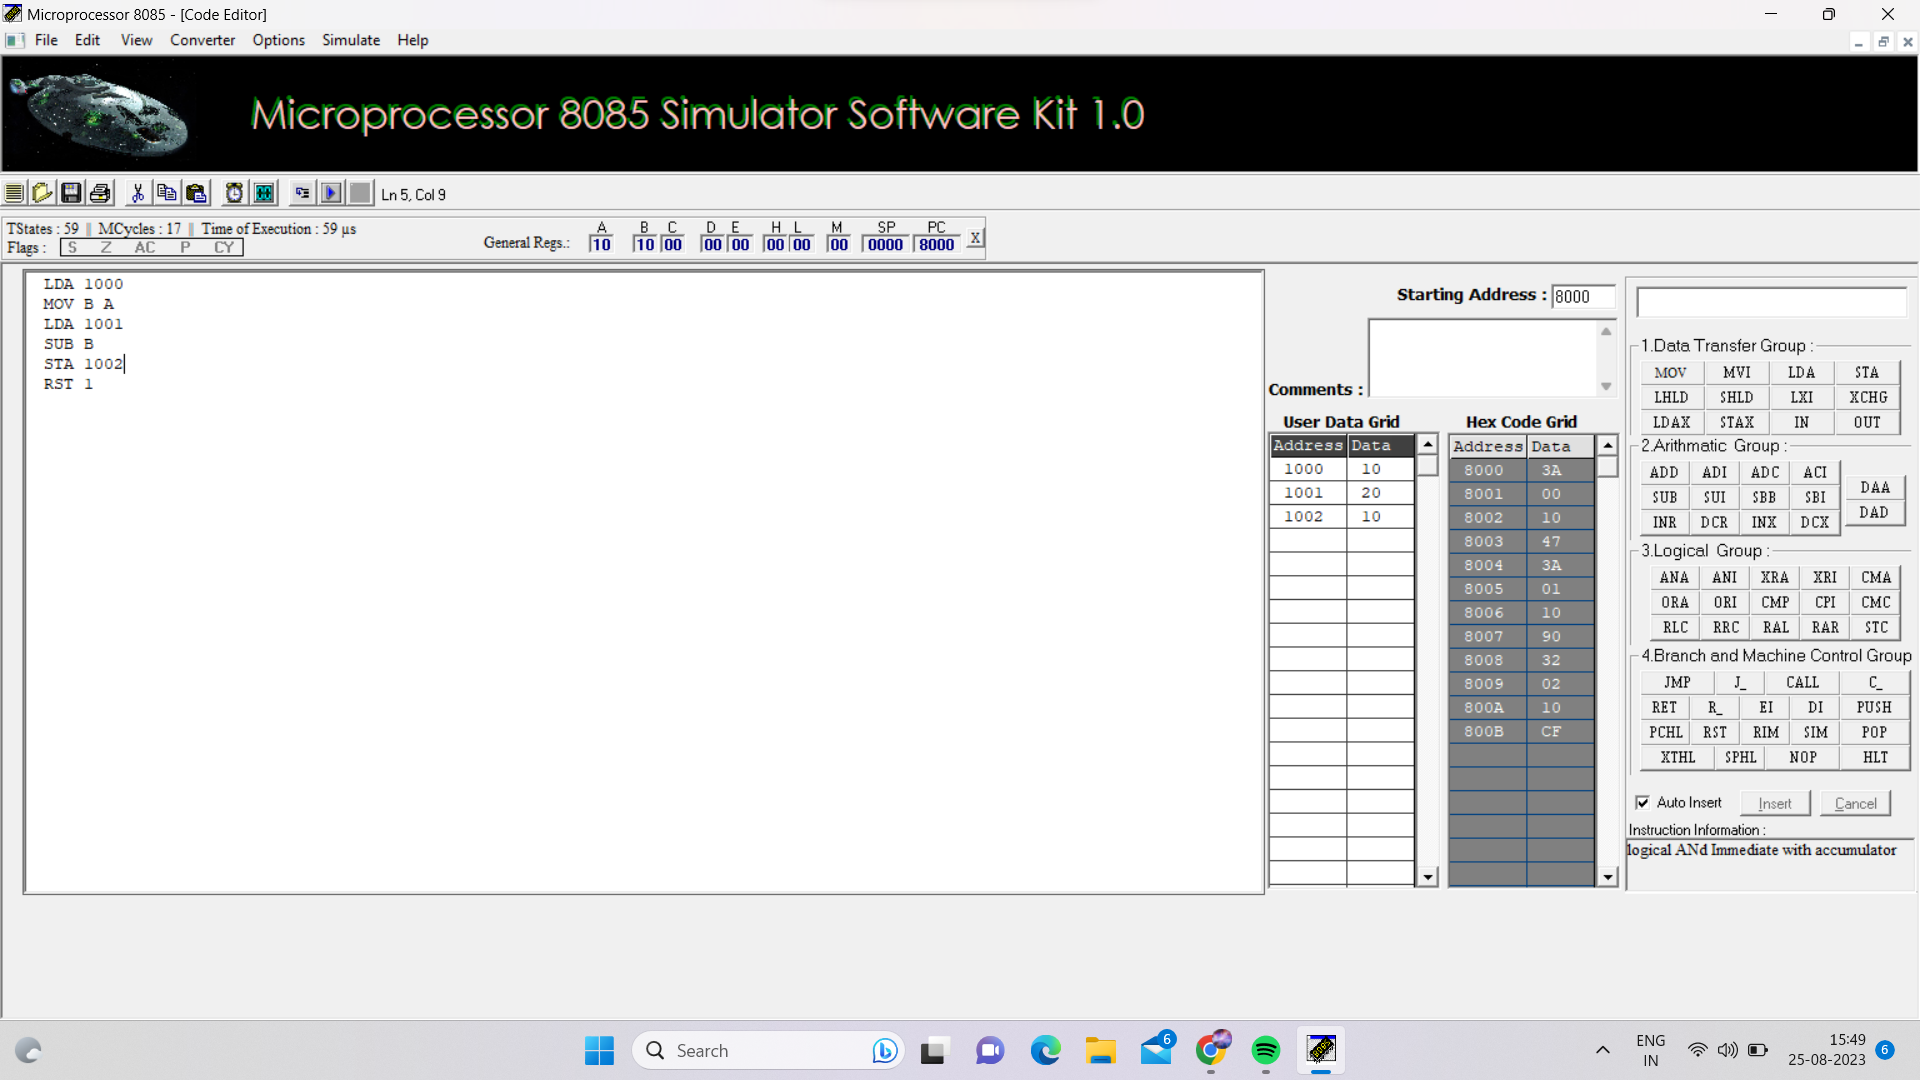 Microprocessor 8085 - [Code Editor]
File Edit View Converter Options Simulate Help
Microprocessor 8085 Simulator Software Kit 1.0
Ln 5, Col 9
TStates : 59 || MCycles : 17 || Time of Execution : 59 µs
Flags : S Z AC P CY
General Regs.:
A B C D E H L M SP PC
10 10 00 00 00 00 00 00 0000 8000 X
LDA 1000
MOV B A
LDA 1001
SUB B
STA 1002
RST 1
Starting Address : 8000
Comments :
User Data Grid
Address Data
1000 10
1001 20
1002 10
Hex Code Grid
Address Data
8000 3A
8001 00
8002 10
8003 47
8004 3A
8005 01
8006 10
8007 90
8008 32
8009 02
800A 10
800B CF
1.Data Transfer Group :
MOV MVI LDA STA
LHLD SHLD LXI XCHG
LDAX STAX IN OUT
2.Arithmatic Group :
ADD ADI ADC ACI
SUB SUI SBB SBI
INR DCR INX DCX
DAA
DAD
3.Logical Group :
ANA ANI XRA XRI CMA
ORA ORI CMP CPI CMC
RLC RRC RAL RAR STC
4.Branch and Machine Control Group
JMP J_ CALL C_
RET R_ EI DI PUSH
PCHL RST RIM SIM POP
XTHL SPHL NOP HLT
Auto Insert Insert Cancel
Instruction Information :
logical ANd Immediate with accumulator
Search
6
ENG
IN
15:49
25-08-2023
6